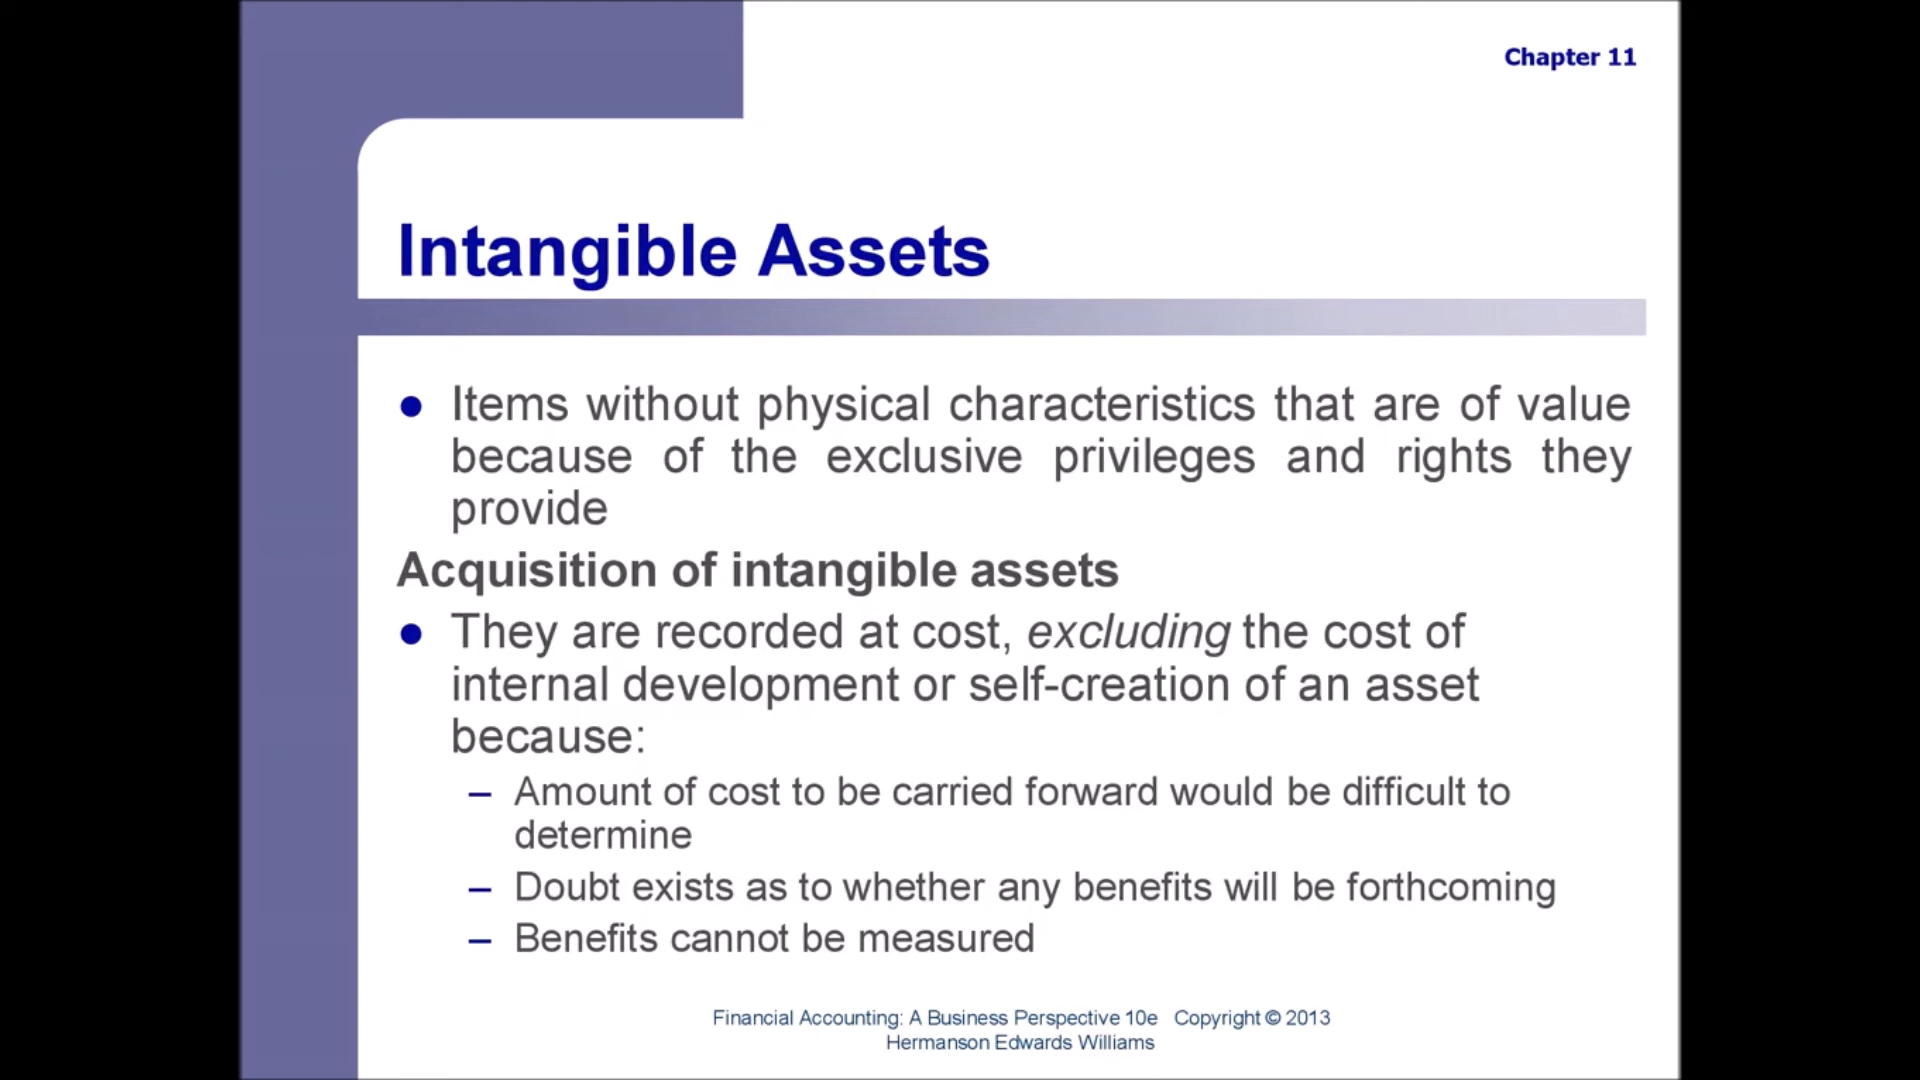 Chapter 11
Intangible Assets
● Items without physical characteristics that are of value
because of the exclusive privileges and rights they
provide
Acquisition of intangible assets
● They are recorded at cost, excluding the cost of
internal development or self-creation of an asset
because:
– Amount of cost to be carried forward would be difficult to
determine
– Doubt exists as to whether any benefits will be forthcoming
– Benefits cannot be measured
Financial Accounting: A Business Perspective 10e Copyright © 2013
Hermanson Edwards Williams